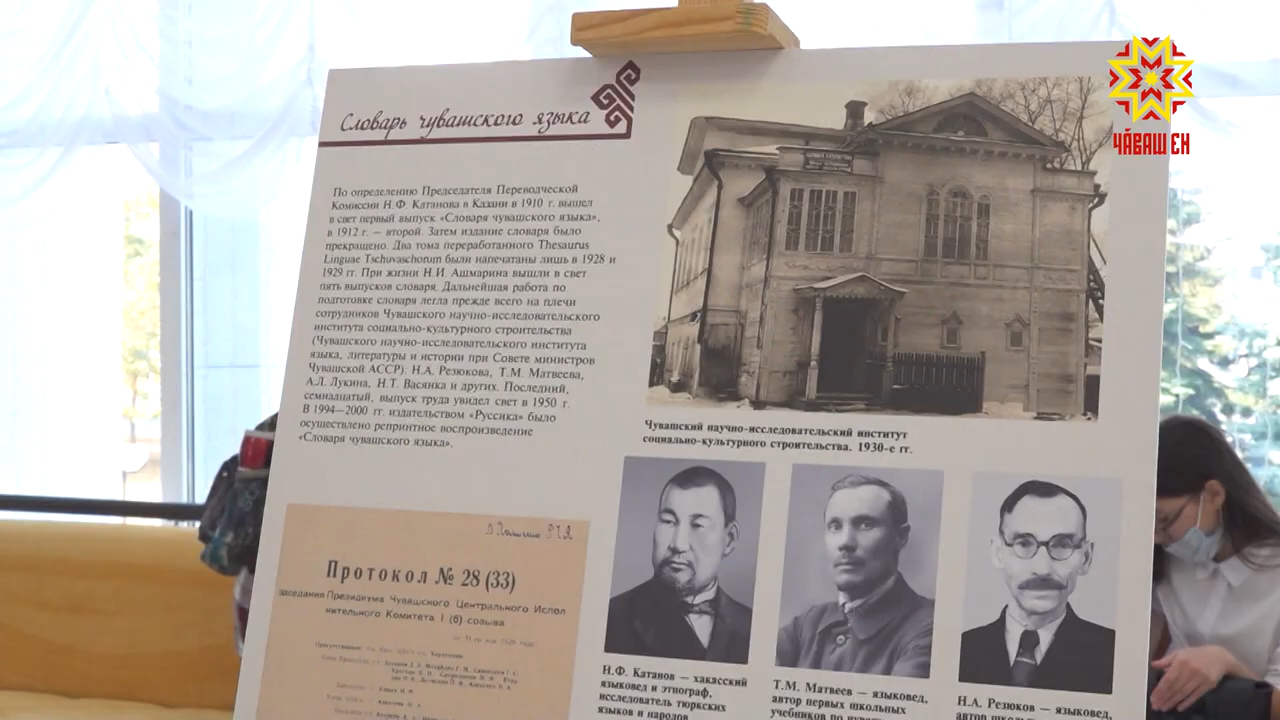 Словарь чувашского языка
По определению Председателя Переводческой
Комиссии Н.Ф. Катанова в Казани в 1910 г. вышел
в свет первый выпуск «Словаря чувашского языка»,
в 1912 г. – второй. Затем издание словаря было
прекращено. Два тома переработанного Thesaurus
Linguae Tschuvaschorum были напечатаны лишь в 1928 и
1929 гг. При жизни Н.И. Ашмарина вышли в свет
пять выпусков словаря. Дальнейшая работа по
подготовке словаря легла прежде всего на плечи
сотрудников Чувашского научно-исследовательского
института социально-культурного строительства
(Чувашского научно-исследовательского института
языка, литературы и истории при Совете министров
Чувашской АССР). Н.А. Резюкова, Т.М. Матвеева,
А.Л. Лукина, Н.Т. Васянка и других. Последний,
семнадцатый, выпуск труда увидел свет в 1950 г.
В 1994–2000 гг. издательством «Руссика» было
осуществлено репринтное воспроизведение
«Словаря чувашского языка».
Чувашский научно-исследовательский институт
социально-культурного строительства. 1930-е гг.
Протокол № 28 (33)
заседания Президиума Чувашского Центрального Испол
нительного Комитета I (6) созыва
Н.Ф. Катанов – хакасский
языковед и этнограф,
исследователь тюркских
языков и народов
Т.М. Матвеев – языковед,
автор первых школьных
учебников по
Н.А. Резюков – языковед,
автор
ЧӐВАШ ЕН